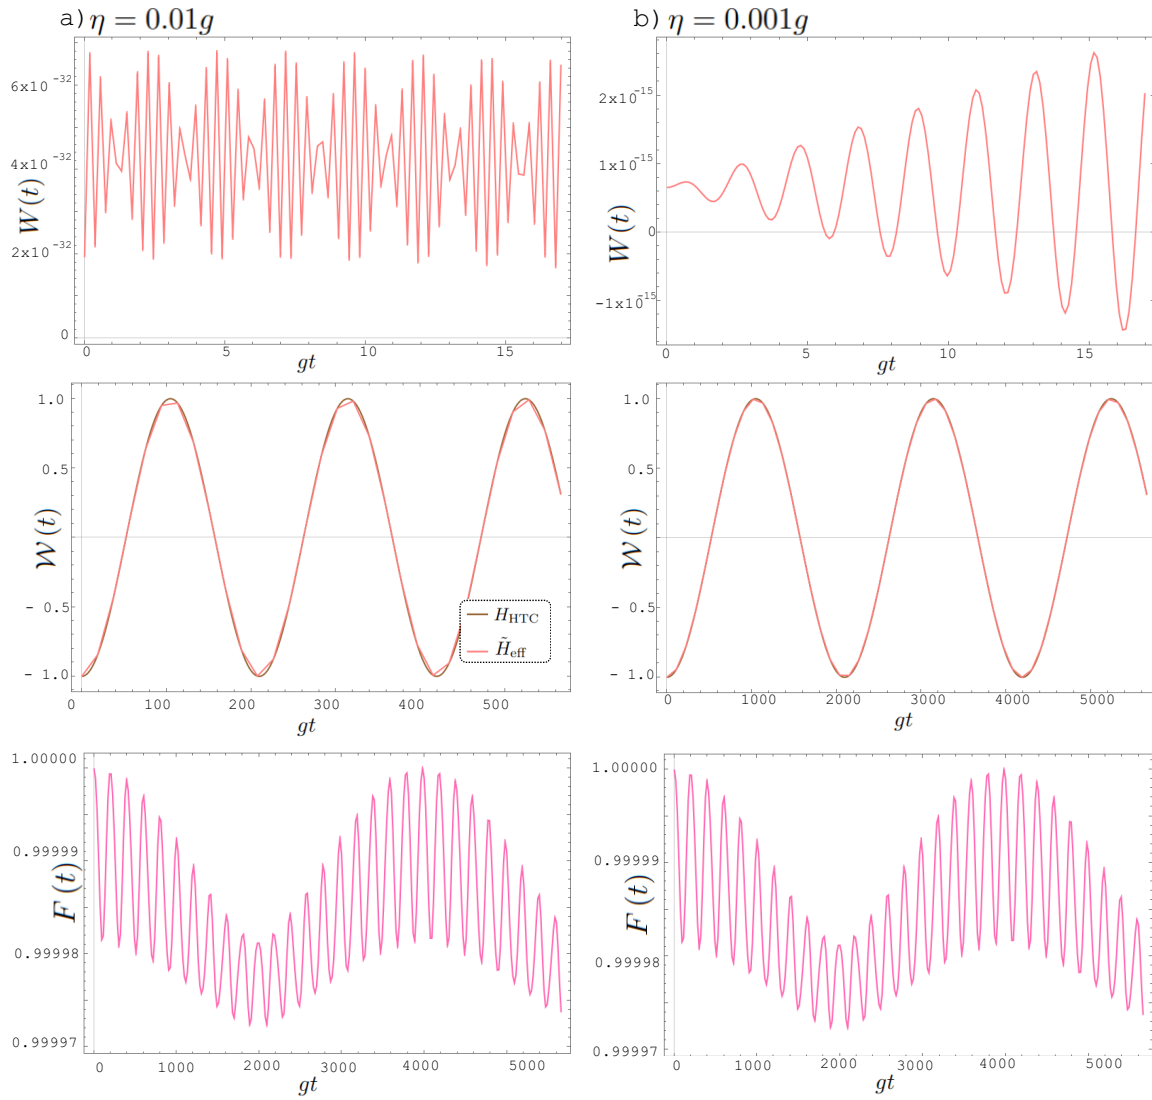 a) η = 0.01g
6x10 -32
4x10 -32
2x10 -32
0
W(t)
0 5 10 15
gt
b) η = 0.001g
2x10 -15
1x10 -15
0
-1x10 -15
W(t)
0 5 10 15
gt
1.0
0.5
- 0.5
- 1.0
𝒲(t)
H_HTC
H̃_eff
0 100 200 300 400 500
gt
1.0
0.5
- 0.5
- 1.0
𝒲(t)
0 1000 2000 3000 4000 5000
gt
1.00000
0.99999
0.99998
0.99997
F (t)
0 1000 2000 3000 4000 5000
gt
1.00000
0.99999
0.99998
0.99997
F (t)
0 1000 2000 3000 4000 5000
gt